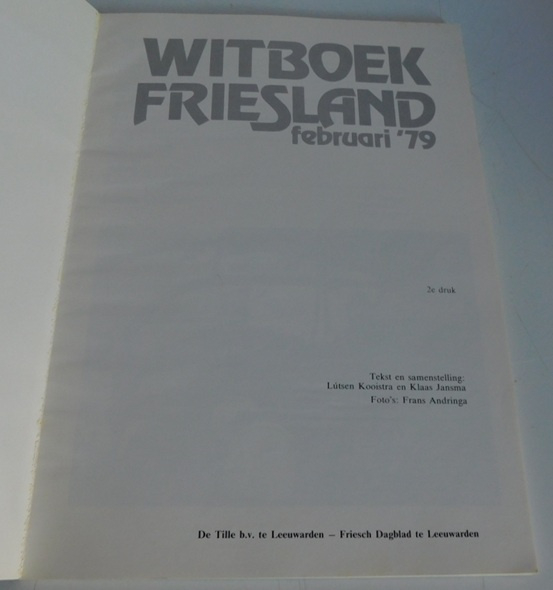 WITBOEK
FRIESLAND
februari '79
2e druk
Tekst en samenstelling:
Lútsen Kooistra en Klaas Jansma
Foto's: Frans Andringa
De Tille b.v. te Leeuwarden – Friesch Dagblad te Leeuwarden